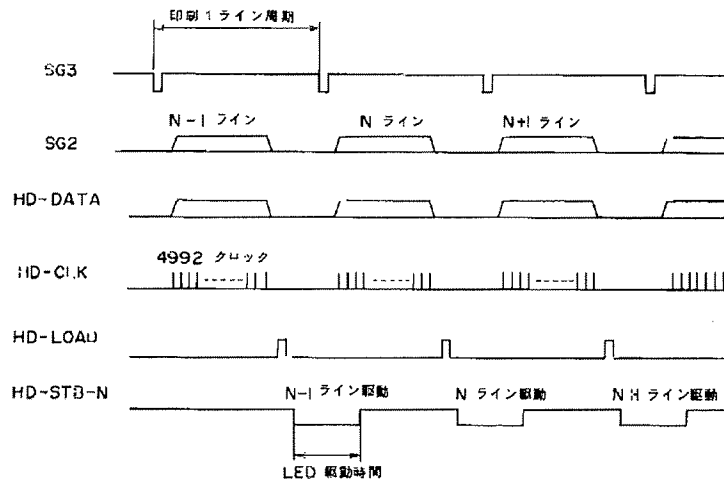 印刷1ライン周期
SG3
N-1 ライン
N ライン
N+1 ライン
SG2
HD-DATA
4992 クロック
HD-CLK
HD-LOAD
HD-STB-N
N-1 ライン駆動
N ライン駆動
N+1 ライン駆動
LED 駆動時間